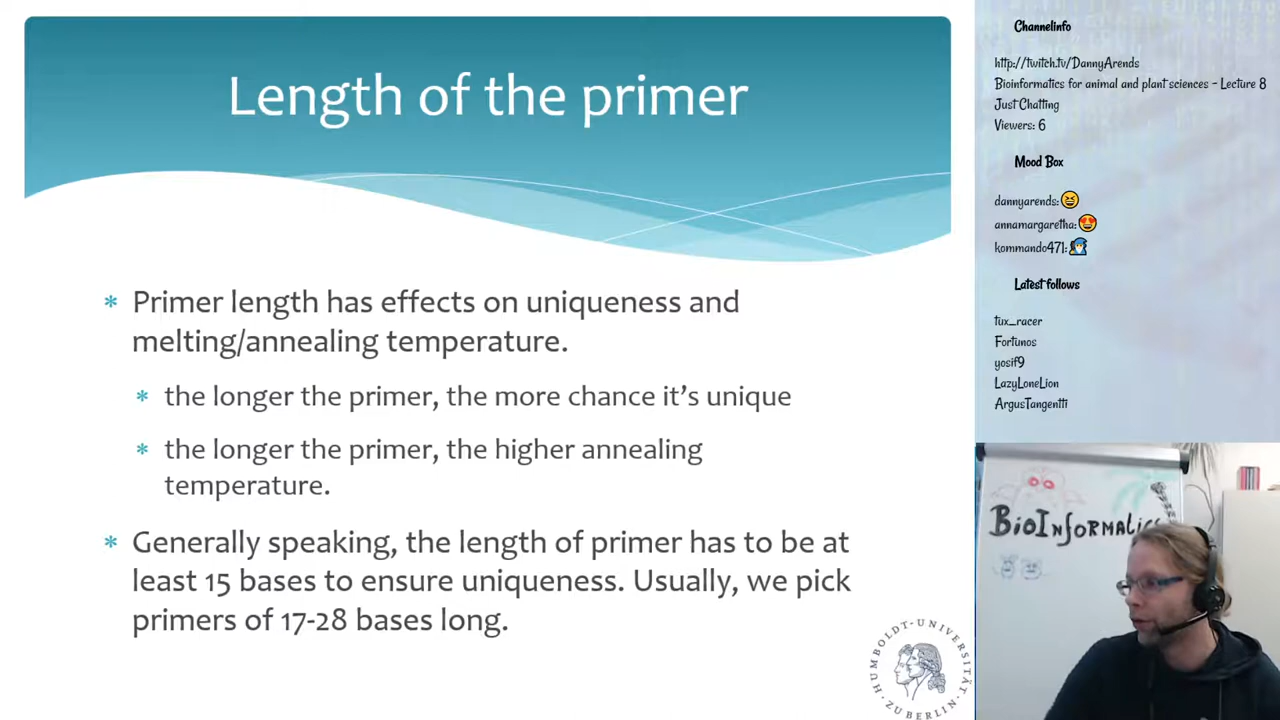 Length of the primer
* Primer length has effects on uniqueness and
melting/annealing temperature.
* the longer the primer, the more chance it’s unique
* the longer the primer, the higher annealing
temperature.
* Generally speaking, the length of primer has to be at
least 15 bases to ensure uniqueness. Usually, we pick
primers of 17-28 bases long.
HUMBOLDT-UNIVERSITÄT
ZU BERLIN
Channelinfo
http://twitch.tv/DannyArends
Bioinformatics for animal and plant sciences - Lecture 8
Just Chatting
Viewers: 6
Mood Box
dannyarends:😆
annamargaretha:🤩
kommando471:
Latest follows
tux_racer
Fortunos
yosif9
LazyLoneLion
ArgusTangentti
BioInformatics